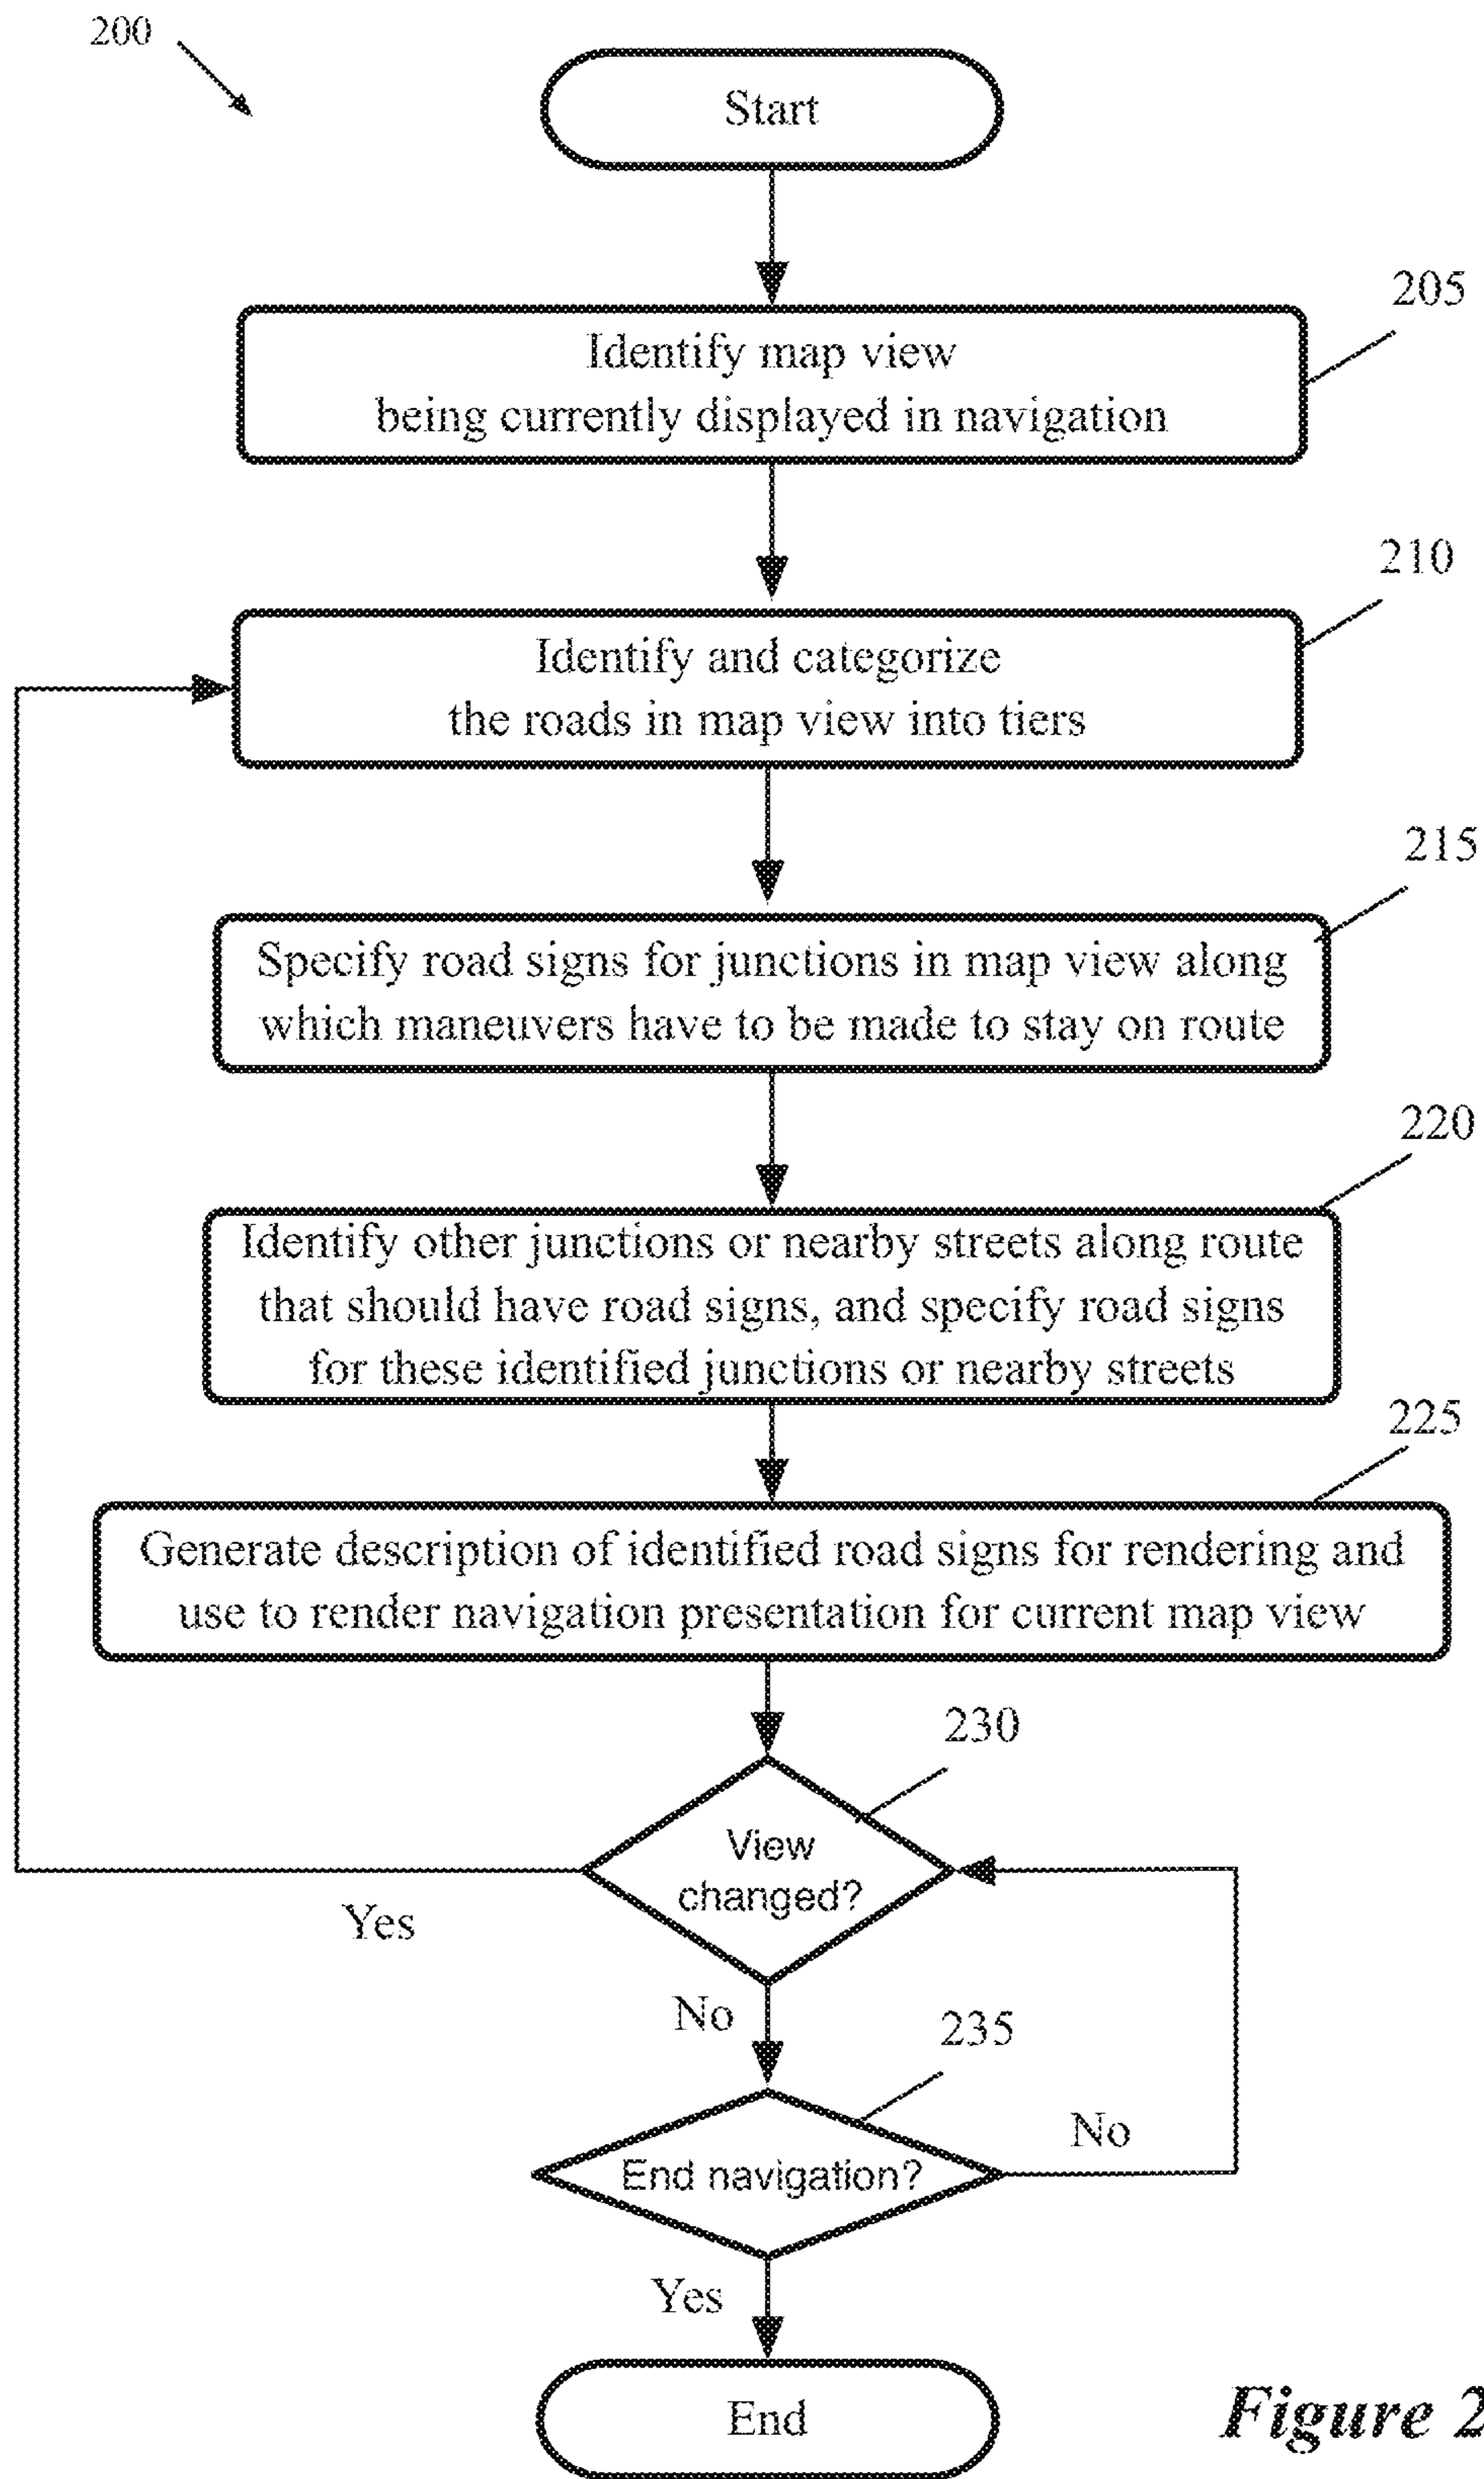 200
Start
205
Identify map view
being currently displayed in navigation
210
Identify and categorize
the roads in map view into tiers
215
Specify road signs for junctions in map view along
which maneuvers have to be made to stay on route
220
Identify other junctions or nearby streets along route
that should have road signs, and specify road signs
for these identified junctions or nearby streets
225
Generate description of identified road signs for rendering and
use to render navigation presentation for current map view
230
View
changed?
Yes
No
235
End navigation?
No
Yes
End
Figure 2